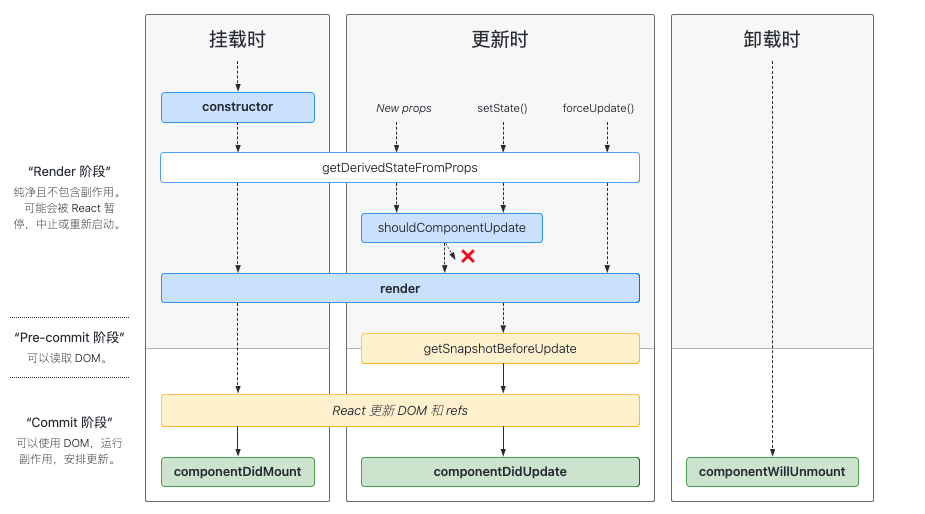 挂载时
更新时
卸载时
constructor
New props
setState()
forceUpdate()
getDerivedStateFromProps
“Render 阶段”
纯净且不包含副作用。
可能会被 React 暂
停，中止或重新启动。
shouldComponentUpdate
render
“Pre-commit 阶段”
可以读取 DOM。
getSnapshotBeforeUpdate
React 更新 DOM 和 refs
“Commit 阶段”
可以使用 DOM，运行
副作用，安排更新。
componentDidMount
componentDidUpdate
componentWillUnmount